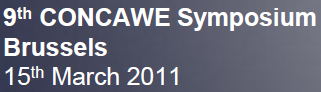 9th CONCAWE Symposium
Brussels
15th March 2011